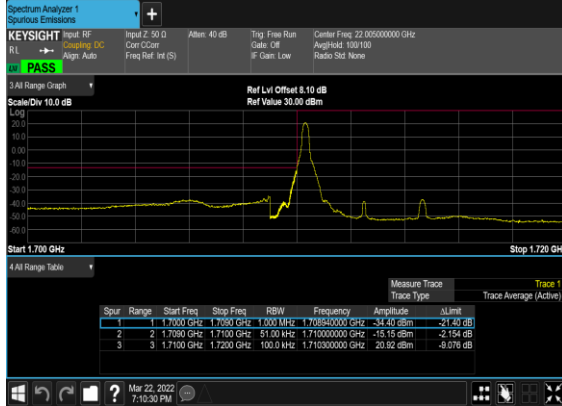 Spectrum Analyzer 1
Spurious Emissions
+
KEYSIGHT Input: RF Input Z: 50 Ω Atten: 40 dB Trig: Free Run Center Freq: 22.005000000 GHz
RL Coupling: DC Corr CCorr Gate: Off Avg|Hold: 100/100
Align: Auto Freq Ref: Int (S) IF Gain: Low Radio Std: None
PASS
3 All Range Graph
Ref Lvl Offset 8.10 dB
Scale/Div 10.0 dB Ref Value 30.00 dBm
Log
20.0
10.0
0.00
-10.0
-20.0
-30.0
-40.0
-50.0
-60.0
Start 1.700 GHz Stop 1.720 GH
4 All Range Table
Measure Trace Trace 1
Trace Type Trace Average (Active)
Spur Range Start Freq Stop Freq RBW Frequency Amplitude ΔLimit
1 1 1.7000 GHz 1.7090 GHz 1.000 MHz 1.708940000 GHz -34.40 dBm -21.40 dB
2 2 1.7090 GHz 1.7100 GHz 51.00 kHz 1.710000000 GHz -15.15 dBm -2.154 dB
3 3 1.7100 GHz 1.7200 GHz 100.0 kHz 1.710300000 GHz 20.92 dBm -9.076 dB
?
Mar 22, 2022
7:10:30 PM